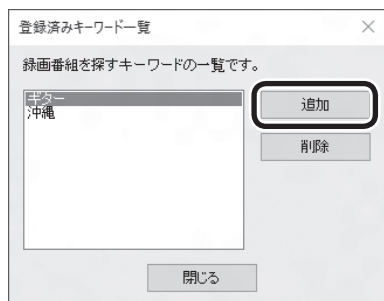 登録済みキーワード一覧
録画番組を探すキーワードの一覧です。
ギター
沖縄
追加
削除
閉じる